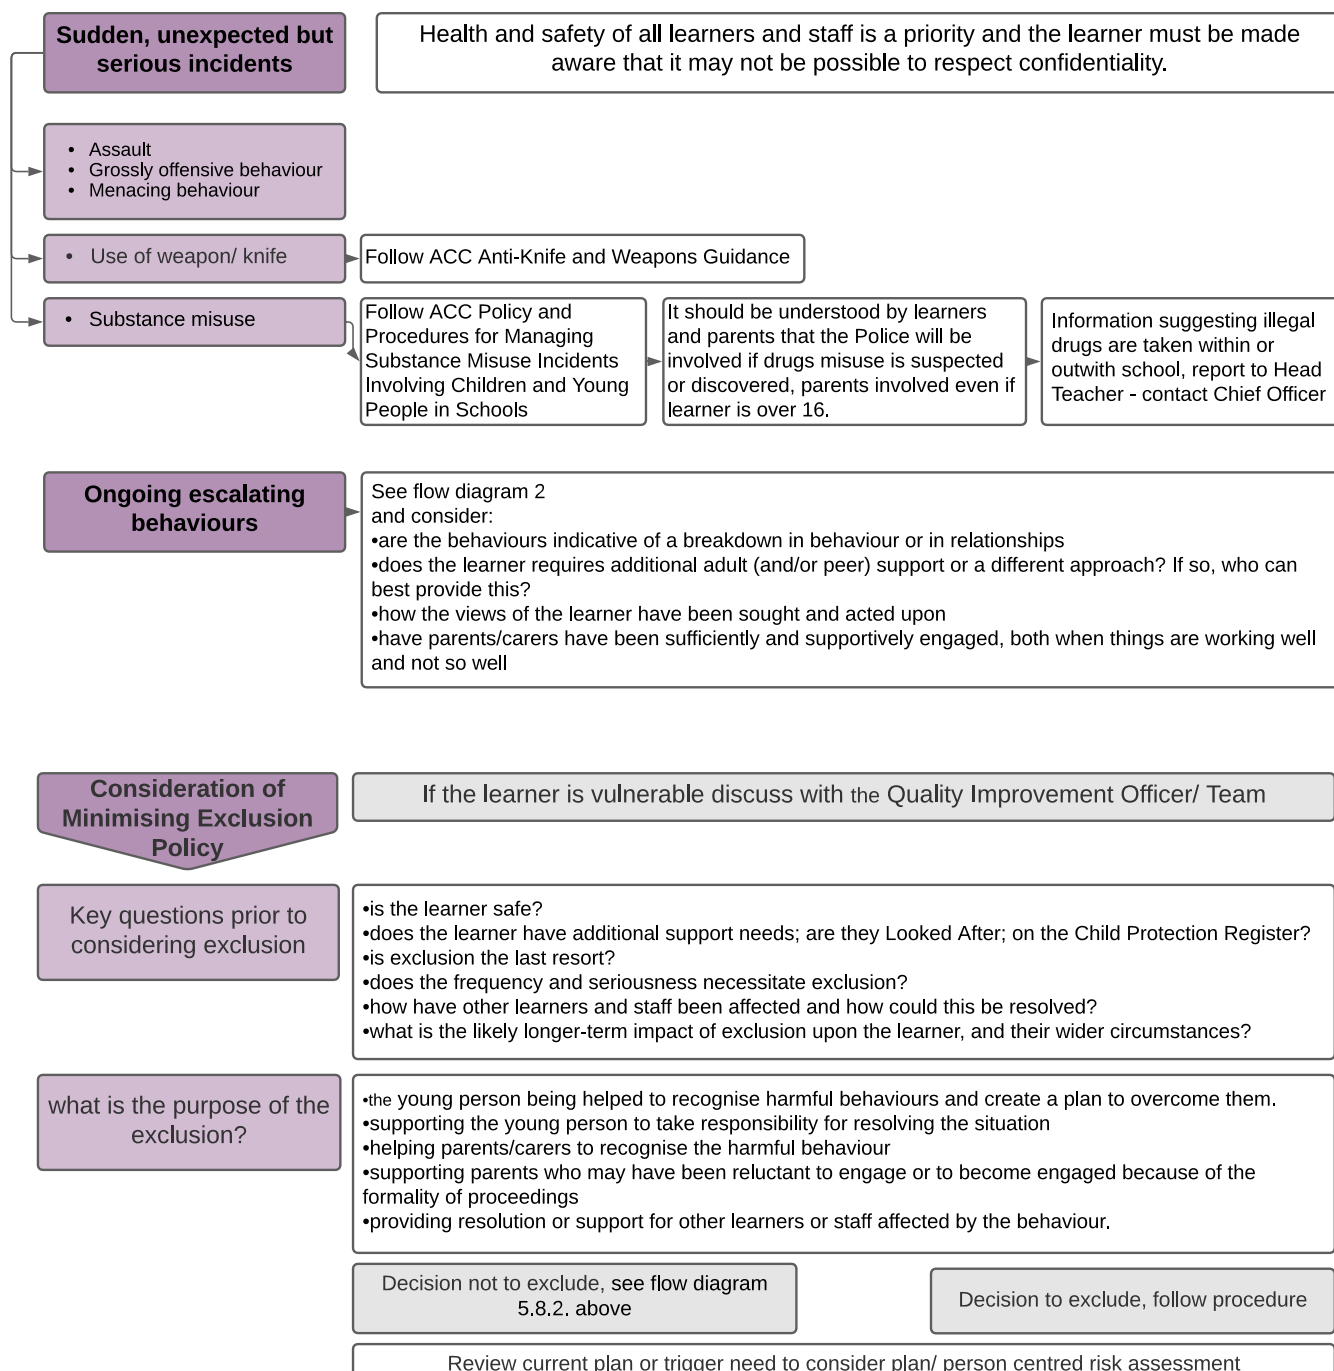 Sudden, unexpected but
serious incidents
Health and safety of all learners and staff is a priority and the learner must be made
aware that it may not be possible to respect confidentiality.
• Assault
• Grossly offensive behaviour
• Menacing behaviour
• Use of weapon/ knife
Follow ACC Anti-Knife and Weapons Guidance
• Substance misuse
Follow ACC Policy and
Procedures for Managing
Substance Misuse Incidents
Involving Children and Young
People in Schools
It should be understood by learners
and parents that the Police will be
involved if drugs misuse is suspected
or discovered, parents involved even if
learner is over 16.
Information suggesting illegal
drugs are taken within or
outwith school, report to Head
Teacher - contact Chief Officer
Ongoing escalating
behaviours
See flow diagram 2
and consider:
•are the behaviours indicative of a breakdown in behaviour or in relationships
•does the learner requires additional adult (and/or peer) support or a different approach? If so, who can
best provide this?
•how the views of the learner have been sought and acted upon
•have parents/carers have been sufficiently and supportively engaged, both when things are working well
and not so well
Consideration of
Minimising Exclusion
Policy
If the learner is vulnerable discuss with the Quality Improvement Officer/ Team
Key questions prior to
considering exclusion
•is the learner safe?
•does the learner have additional support needs; are they Looked After; on the Child Protection Register?
•is exclusion the last resort?
•does the frequency and seriousness necessitate exclusion?
•how have other learners and staff been affected and how could this be resolved?
•what is the likely longer-term impact of exclusion upon the learner, and their wider circumstances?
what is the purpose of the
exclusion?
•the young person being helped to recognise harmful behaviours and create a plan to overcome them.
•supporting the young person to take responsibility for resolving the situation
•helping parents/carers to recognise the harmful behaviour
•supporting parents who may have been reluctant to engage or to become engaged because of the
formality of proceedings
•providing resolution or support for other learners or staff affected by the behaviour.
Decision not to exclude, see flow diagram
5.8.2. above
Decision to exclude, follow procedure
Review current plan or trigger need to consider plan/ person centred risk assessment